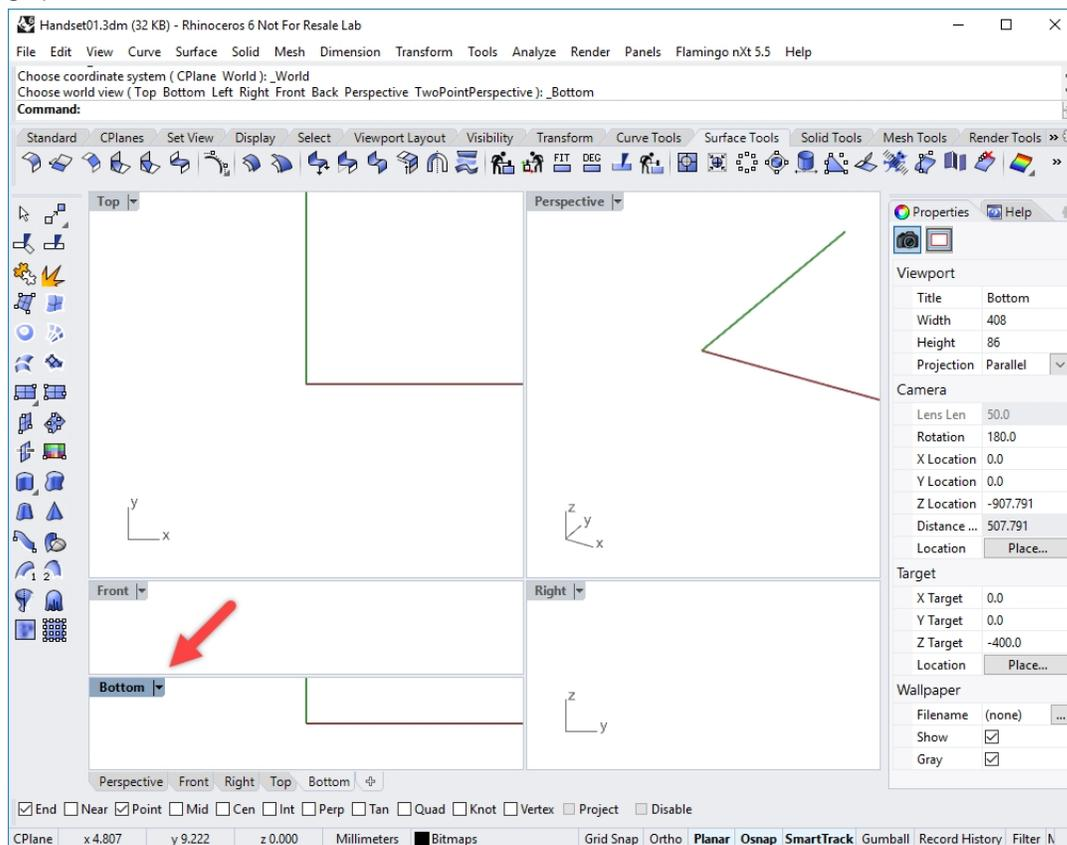 Handset01.3dm (32 KB) - Rhinoceros 6 Not For Resale Lab
File Edit View Curve Surface Solid Mesh Dimension Transform Tools Analyze Render Panels Flamingo nXt 5.5 Help
Choose coordinate system ( CPlane World ): _World
Choose world view ( Top Bottom Left Right Front Back Perspective TwoPointPerspective ): _Bottom
Command:
Standard CPlanes Set View Display Select Viewport Layout Visibility Transform Curve Tools Surface Tools Solid Tools Mesh Tools Render Tools »
FIT DEG »
Top
y
x
Perspective
z
y
x
Front
Right
z
y
Bottom
1 2
Perspective Front Right Top Bottom
Properties Help
Viewport
Title Bottom
Width 408
Height 86
Projection Parallel
Camera
Lens Len 50.0
Rotation 180.0
X Location 0.0
Y Location 0.0
Z Location -907.791
Distance ... 507.791
Location Place...
Target
X Target 0.0
Y Target 0.0
Z Target -400.0
Location Place...
Wallpaper
Filename (none) ...
Show
Gray
End Near Point Mid Cen Int Perp Tan Quad Knot Vertex Project Disable
CPlane x 4.807 y 9.222 z 0.000 Millimeters Bitmaps Grid Snap Ortho Planar Osnap SmartTrack Gumball Record History Filter